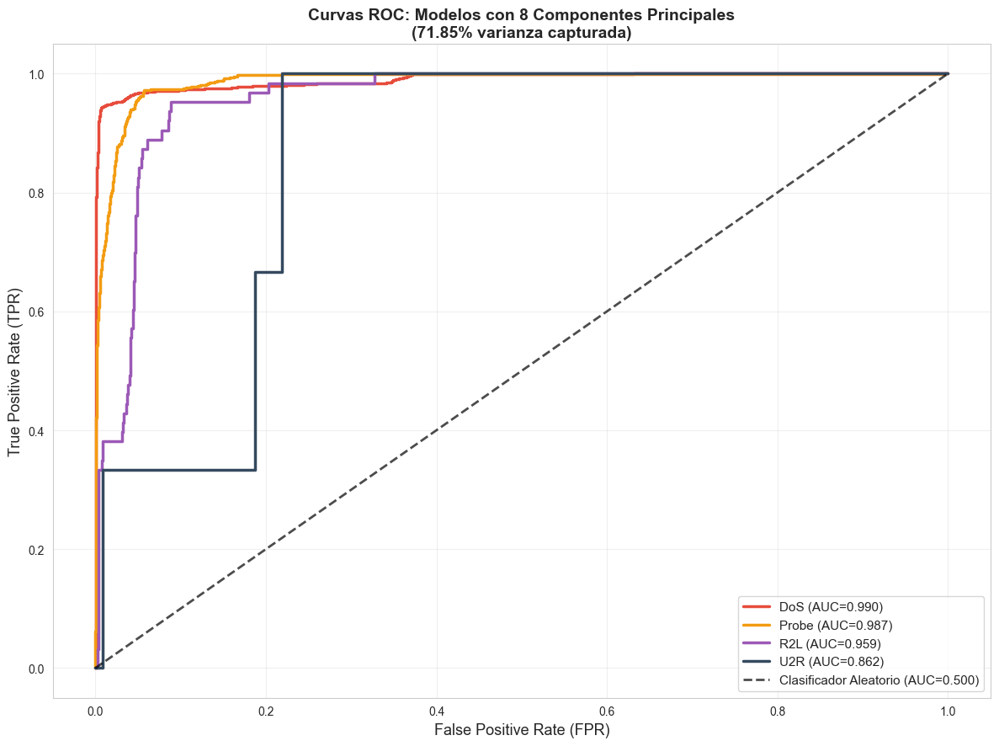 Curvas ROC: Modelos con 8 Componentes Principales
(71.85% varianza capturada)
True Positive Rate (TPR)
1.0
0.8
0.6
0.4
0.2
0.0
0.0
0.2
0.4
0.6
0.8
1.0
False Positive Rate (FPR)
DoS (AUC=0.990)
Probe (AUC=0.987)
R2L (AUC=0.959)
U2R (AUC=0.862)
Clasificador Aleatorio (AUC=0.500)